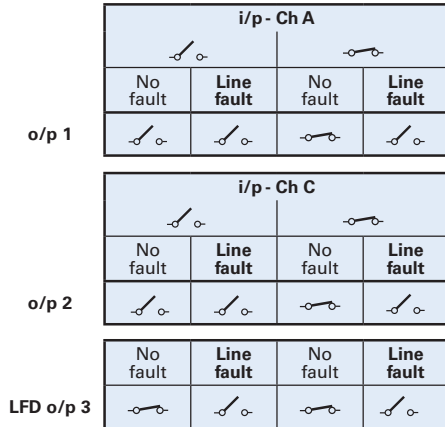 i/p - Ch A
No fault Line fault No fault Line fault
o/p 1
i/p - Ch C
No fault Line fault No fault Line fault
o/p 2
No fault Line fault No fault Line fault
LFD o/p 3